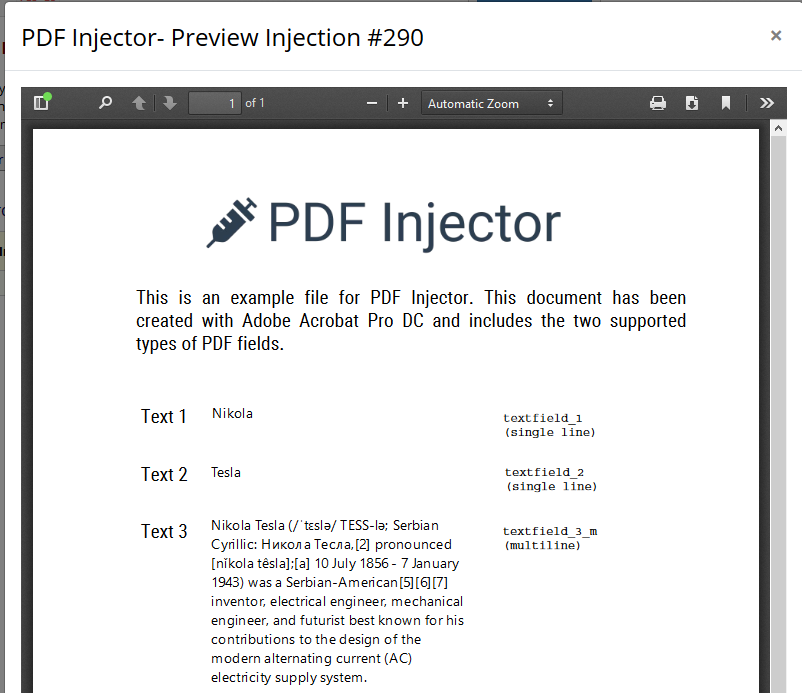 PDF Injector- Preview Injection #290
1 of 1
Automatic Zoom
PDF Injector
This is an example file for PDF Injector. This document has been
created with Adobe Acrobat Pro DC and includes the two supported
types of PDF fields.
Text 1 Nikola textfield_1
(single line)
Text 2 Tesla textfield_2
(single line)
Text 3
Nikola Tesla (/ˈtɛslə/ TESS-lə; Serbian
Cyrillic: Никола Тесла,[2] pronounced
[nǐkola têsla];[a] 10 July 1856 - 7 January
1943) was a Serbian-American[5][6][7]
inventor, electrical engineer, mechanical
engineer, and futurist best known for his
contributions to the design of the
modern alternating current (AC)
electricity supply system.
textfield_3_m
(multiline)